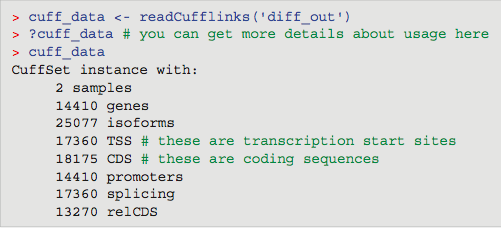 > cuff_data <- readCufflinks('diff_out')
> ?cuff_data # you can get more details about usage here
> cuff_data
CuffSet instance with:
2 samples
14410 genes
25077 isoforms
17360 TSS # these are transcription start sites
18175 CDS # these are coding sequences
14410 promoters
17360 splicing
13270 relCDS